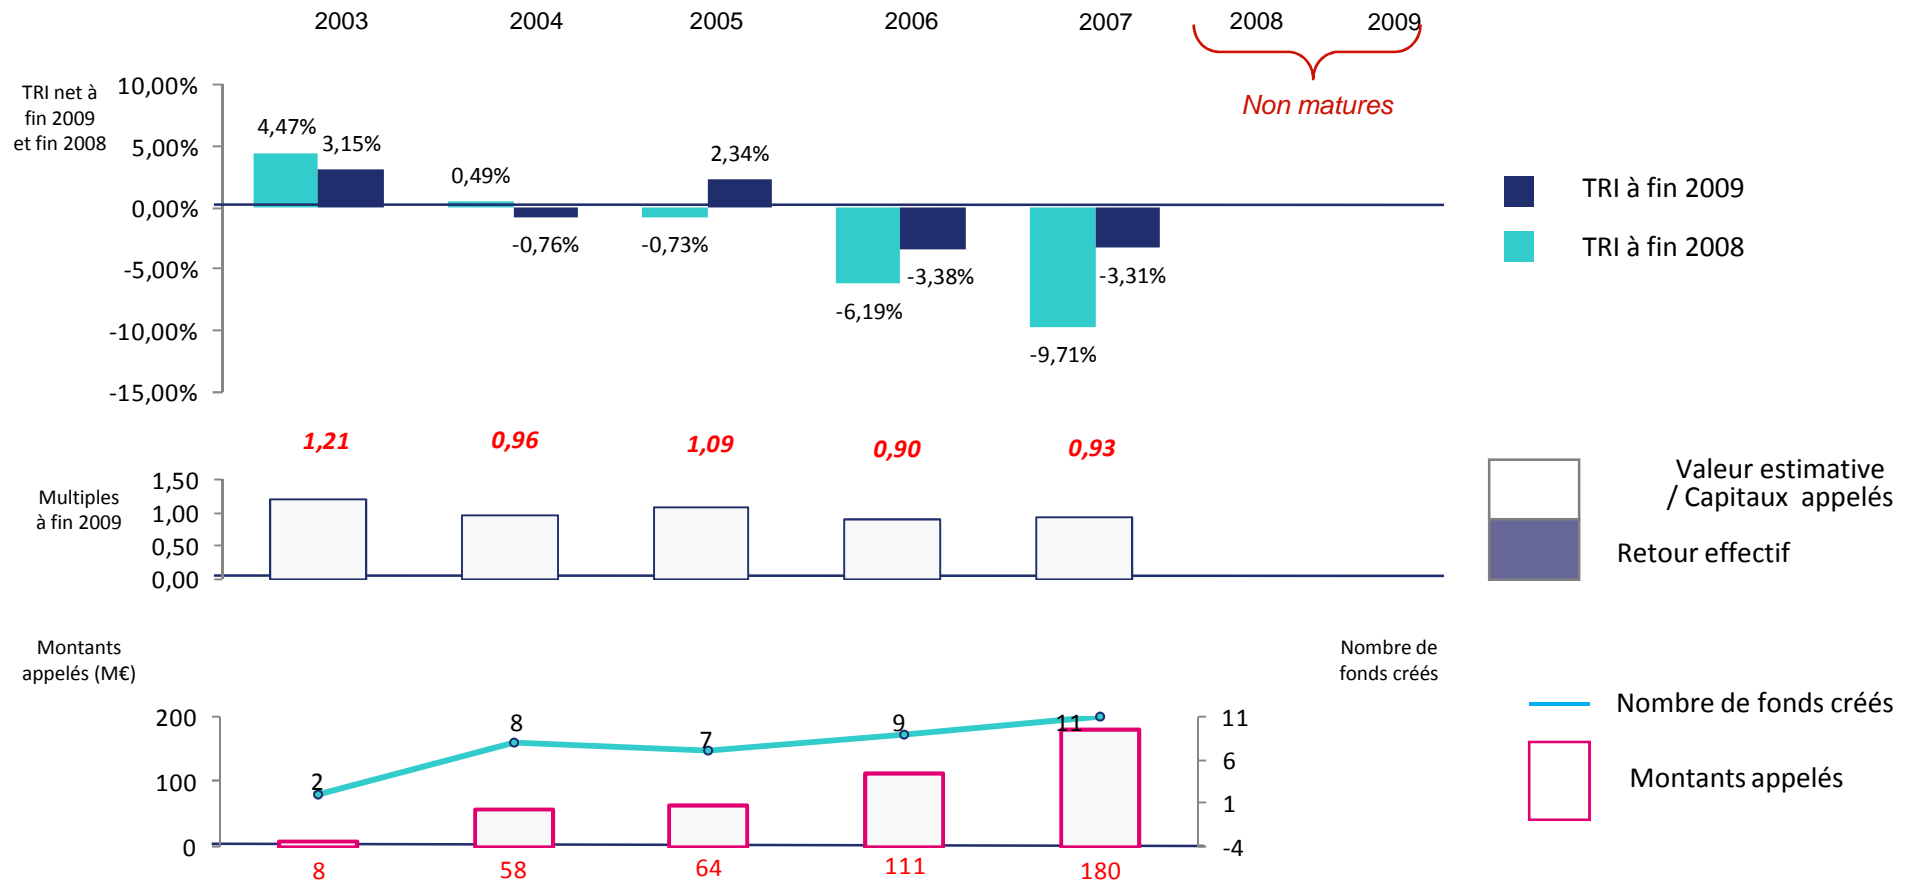 2003 2004 2005 2006 2007 2008 2009
Non matures
TRI net à
fin 2009
et fin 2008
10,00%
5,00%
0,00%
-5,00%
-10,00%
-15,00%
4,47%
3,15%
0,49%
-0,76%
-0,73%
2,34%
-6,19%
-3,38%
-9,71%
-3,31%
TRI à fin 2009
TRI à fin 2008
1,21 0,96 1,09 0,90 0,93
Multiples
à fin 2009
1,50
1,00
0,50
0,00
Valeur estimative
/ Capitaux appelés
Retour effectif
Montants
appelés (M€)
Nombre de
fonds créés
200
100
0
2 8 7 9 11
11
6
1
-4
8 58 64 111 180
Nombre de fonds créés
Montants appelés